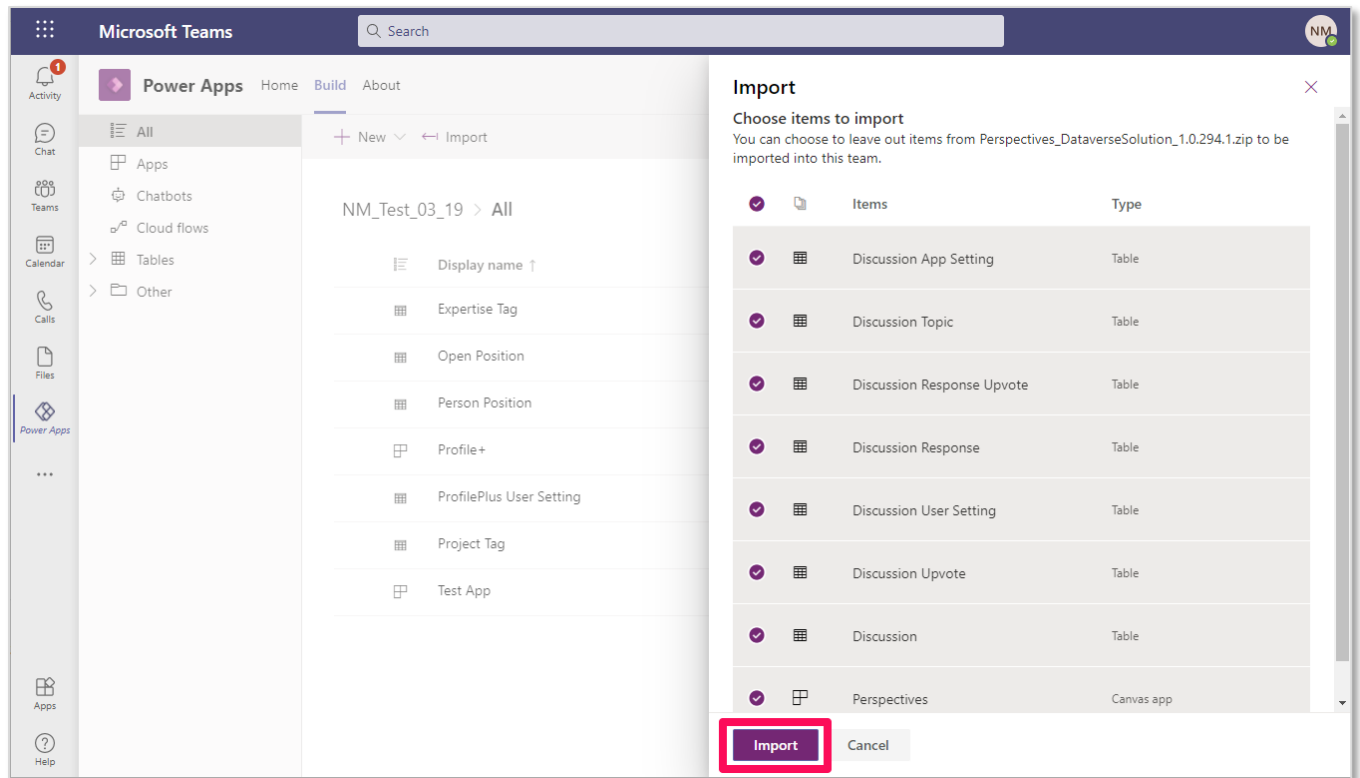 Microsoft Teams
Search
NM
1
Activity
Chat
Teams
Calendar
Calls
Files
Power Apps
Apps
Help
Power Apps Home Build About
All
Apps
Chatbots
Cloud flows
Tables
Other
New Import
NM_Test_03_19 > All
Display name ↑
Expertise Tag
Open Position
Person Position
Profile+
ProfilePlus User Setting
Project Tag
Test App
Import
Choose items to import
You can choose to leave out items from Perspectives_DataverseSolution_1.0.294.1.zip to be
imported into this team.
Items Type
Discussion App Setting Table
Discussion Topic Table
Discussion Response Upvote Table
Discussion Response Table
Discussion User Setting Table
Discussion Upvote Table
Discussion Table
Perspectives Canvas app
Import Cancel